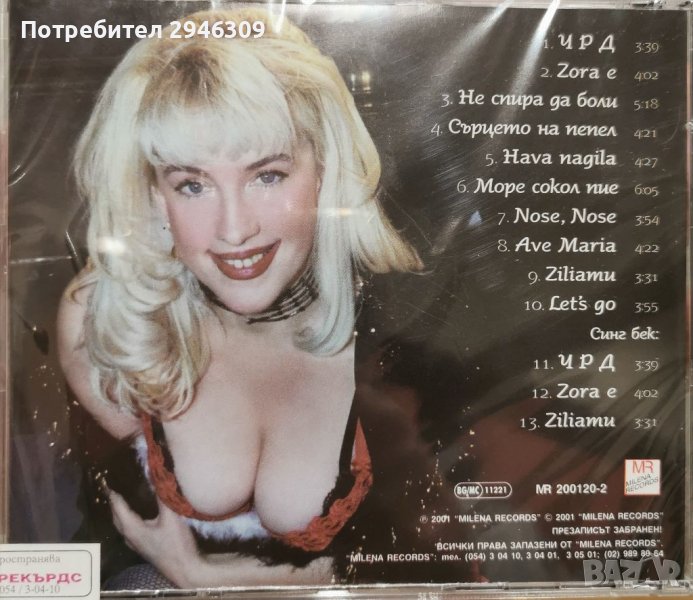 Потребител 2946309
1. Ч Р Д 3:39
2. Zora e 4:02
3. Не спира да боли 5:18
4. Сърцето на пепел 4:21
5. Hava nagila 4:27
6. Море сокол пие 6:05
7. Nose, Nose 3:54
8. Ave Maria 4:22
9. Ziliamu 3:31
10. Let's go 3:55
Синг бек:
11. Ч Р Д 3:39
12. Zora e 4:02
13. Ziliamu 3:31
MR
MILENA RECORDS
BG/MC 11221
MR 200120-2
℗ 2001 "MILENA RECORDS" © 2001 "MILENA RECORDS"
ПРЕЗАПИСТ ЗАБРАНЕН!
ВСИЧКИ ПРАВА ЗАПАЗЕНИ ОТ "MILENA RECORDS".
"MILENA RECORDS": тел. (054) 3 04 10, 3 04 01, 3 05 01; (02) 989 89 64
ространява
РЕКЪРДС
054 / 3-04-10
BAZAR